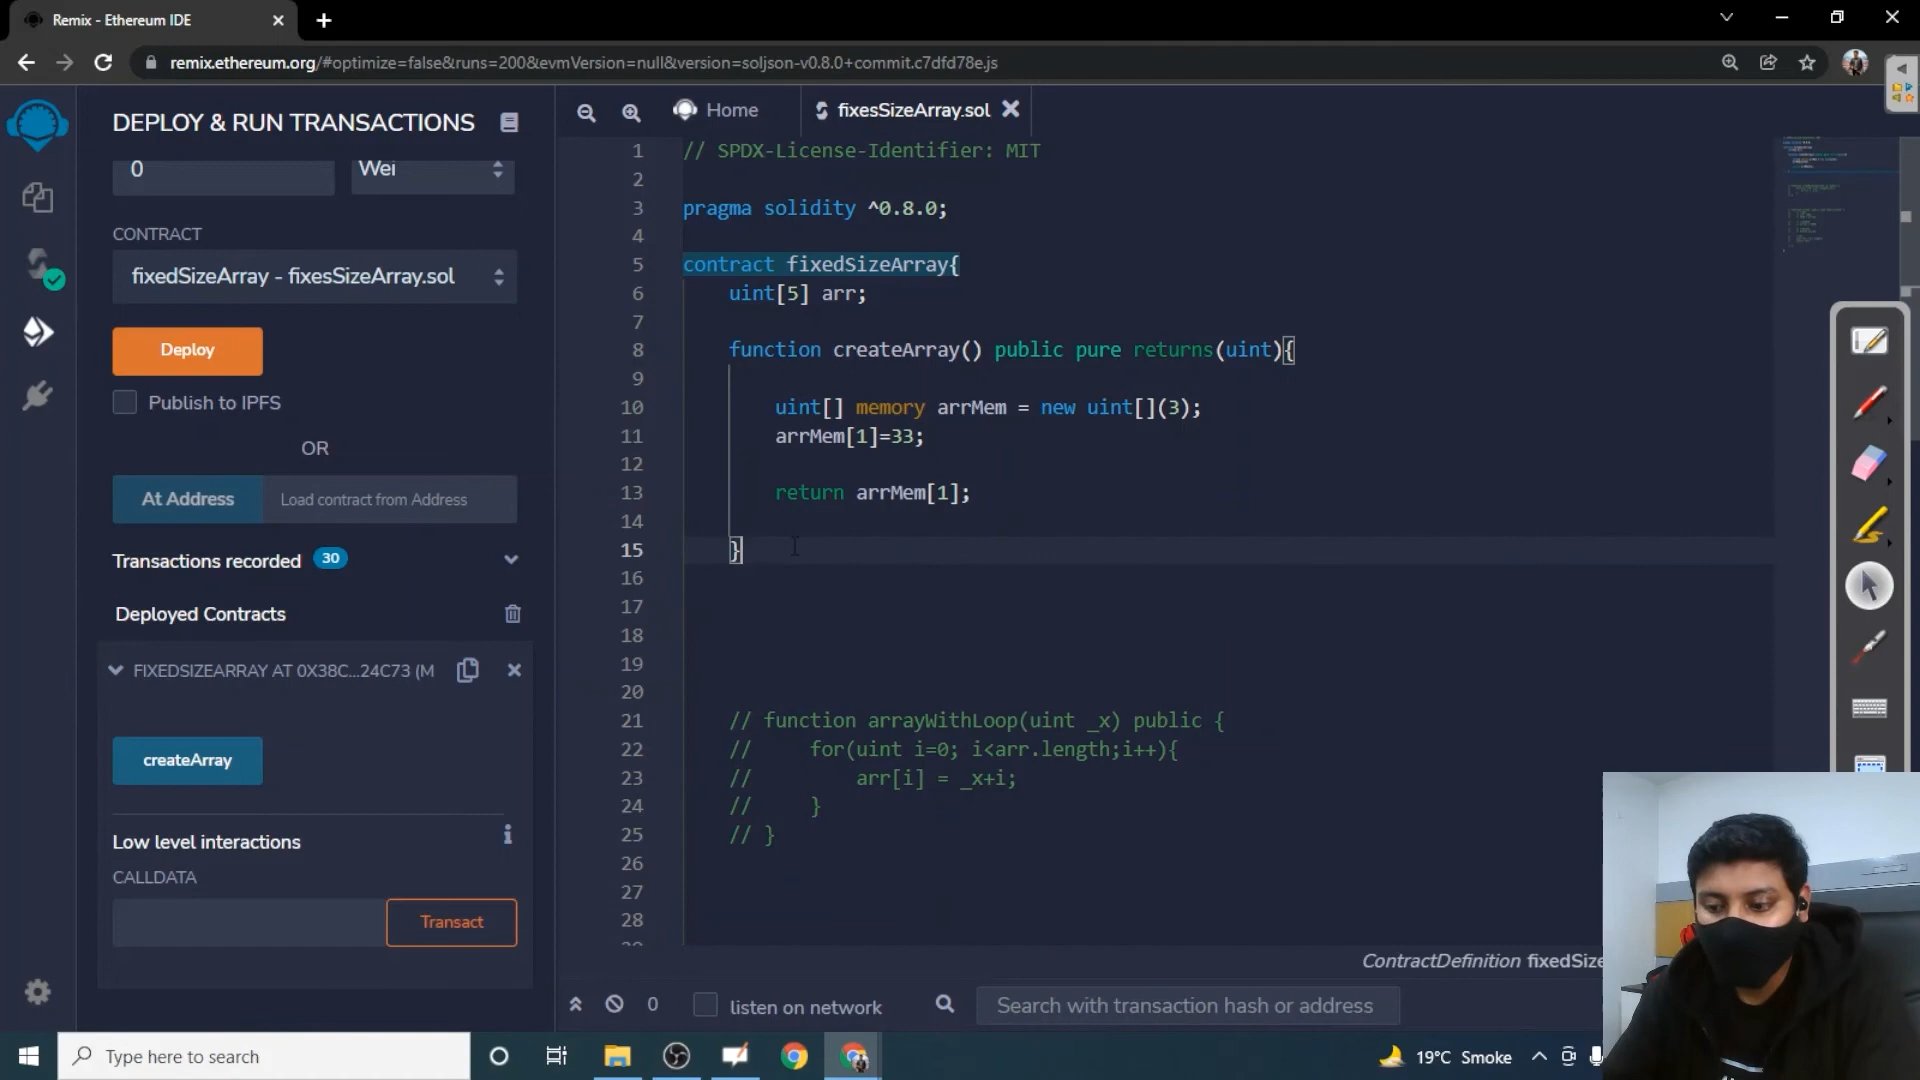 Remix - Ethereum IDE
remix.ethereum.org/#optimize=false&runs=200&evmVersion=null&version=soljson-v0.8.0+commit.c7dfd78e.js
DEPLOY & RUN TRANSACTIONS
0
Wei
CONTRACT
fixedSizeArray - fixesSizeArray.sol
Deploy
Publish to IPFS
OR
At Address
Load contract from Address
Transactions recorded 30
Deployed Contracts
FIXEDSIZEARRAY AT 0X38C...24C73 (M
createArray
Low level interactions
CALLDATA
Transact
Home
fixesSizeArray.sol
1 // SPDX-License-Identifier: MIT
2
3 pragma solidity ^0.8.0;
4
5 contract fixedSizeArray{
6 uint[5] arr;
7
8 function createArray() public pure returns(uint){
9
10 uint[] memory arrMem = new uint[](3);
11 arrMem[1]=33;
12
13 return arrMem[1];
14
15 }
16
17
18
19
20
21 // function arrayWithLoop(uint _x) public {
22 // for(uint i=0; i<arr.length;i++){
23 // arr[i] = _x+i;
24 // }
25 // }
26
27
28
ContractDefinition fixedSize
0
listen on network
Search with transaction hash or address
Type here to search
19°C Smoke